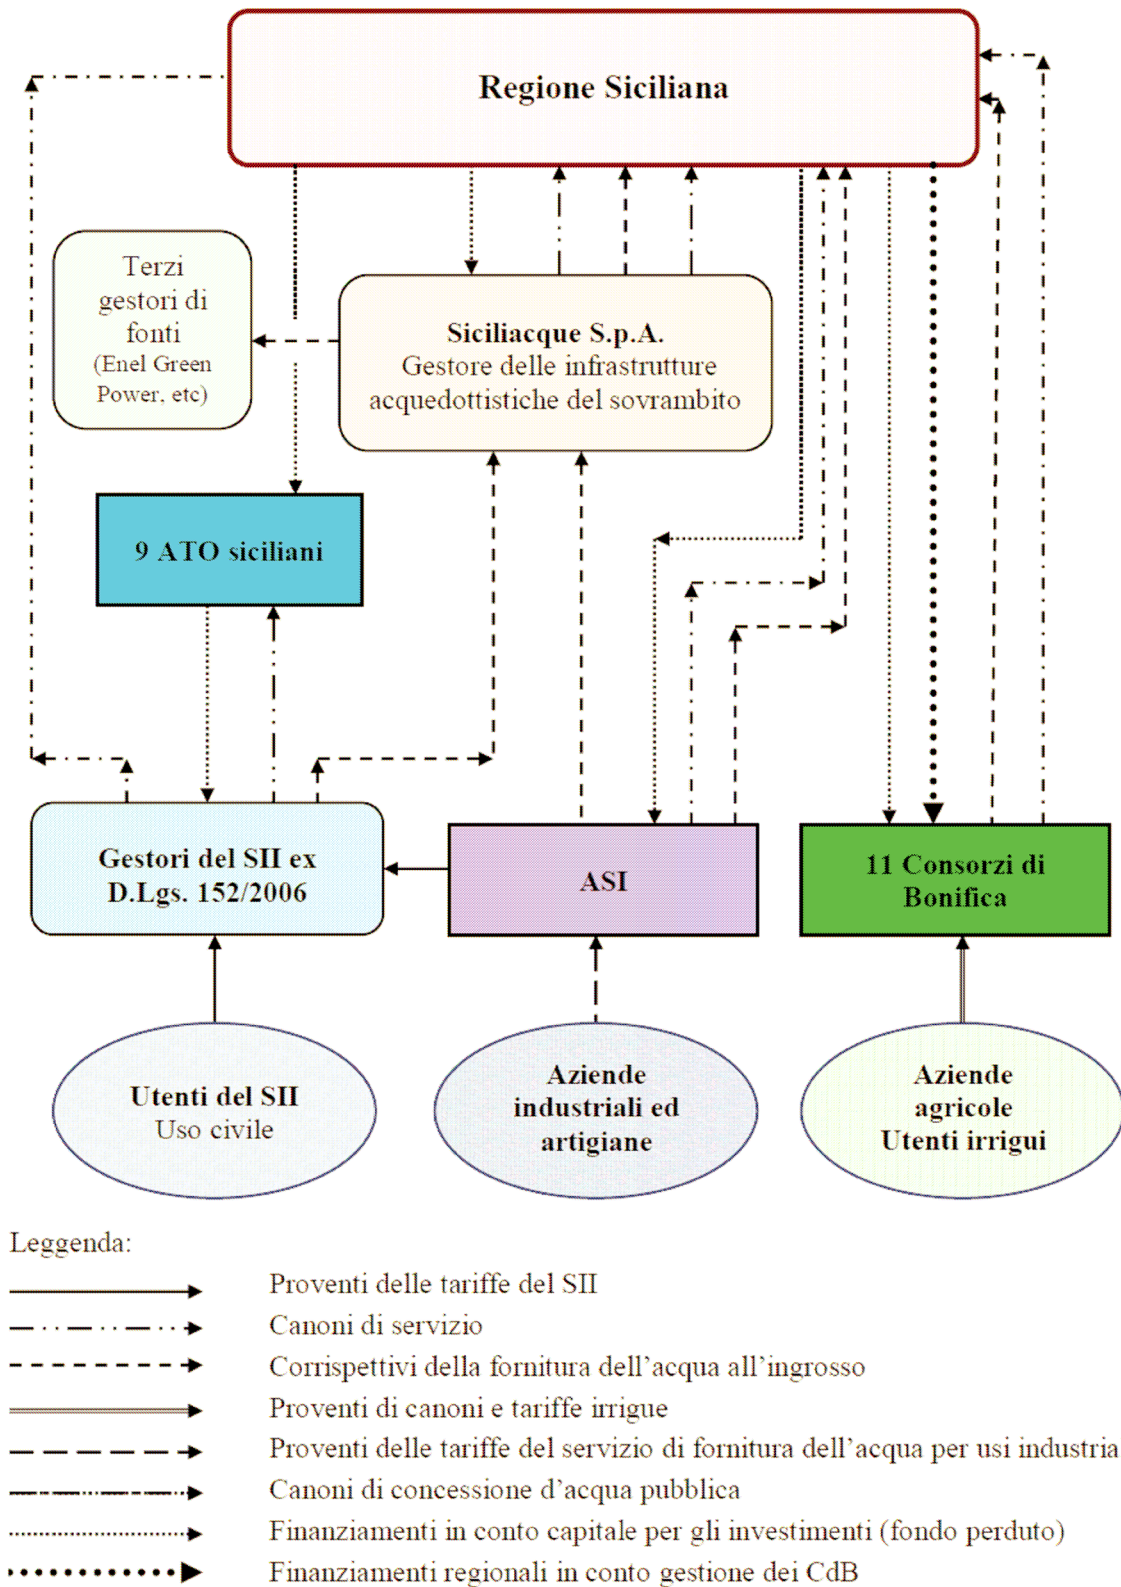 Regione Siciliana
Terzi
gestori di
fonti
(Enel Green
Power, etc)
Siciliacque S.p.A.
Gestore delle infrastrutture
acquedottistiche del sovrambito
9 ATO siciliani
Gestori del SII ex
D.Lgs. 152/2006
ASI
11 Consorzi di
Bonifica
Utenti del SII
Uso civile
Aziende
industriali ed
artigiane
Aziende
agricole
Utenti irrigui
Leggenda:
Proventi delle tariffe del SII
Canoni di servizio
Corrispettivi della fornitura dell’acqua all’ingrosso
Proventi di canoni e tariffe irrigue
Proventi delle tariffe del servizio di fornitura dell’acqua per usi industria
Canoni di concessione d’acqua pubblica
Finanziamenti in conto capitale per gli investimenti (fondo perduto)
Finanziamenti regionali in conto gestione dei CdB